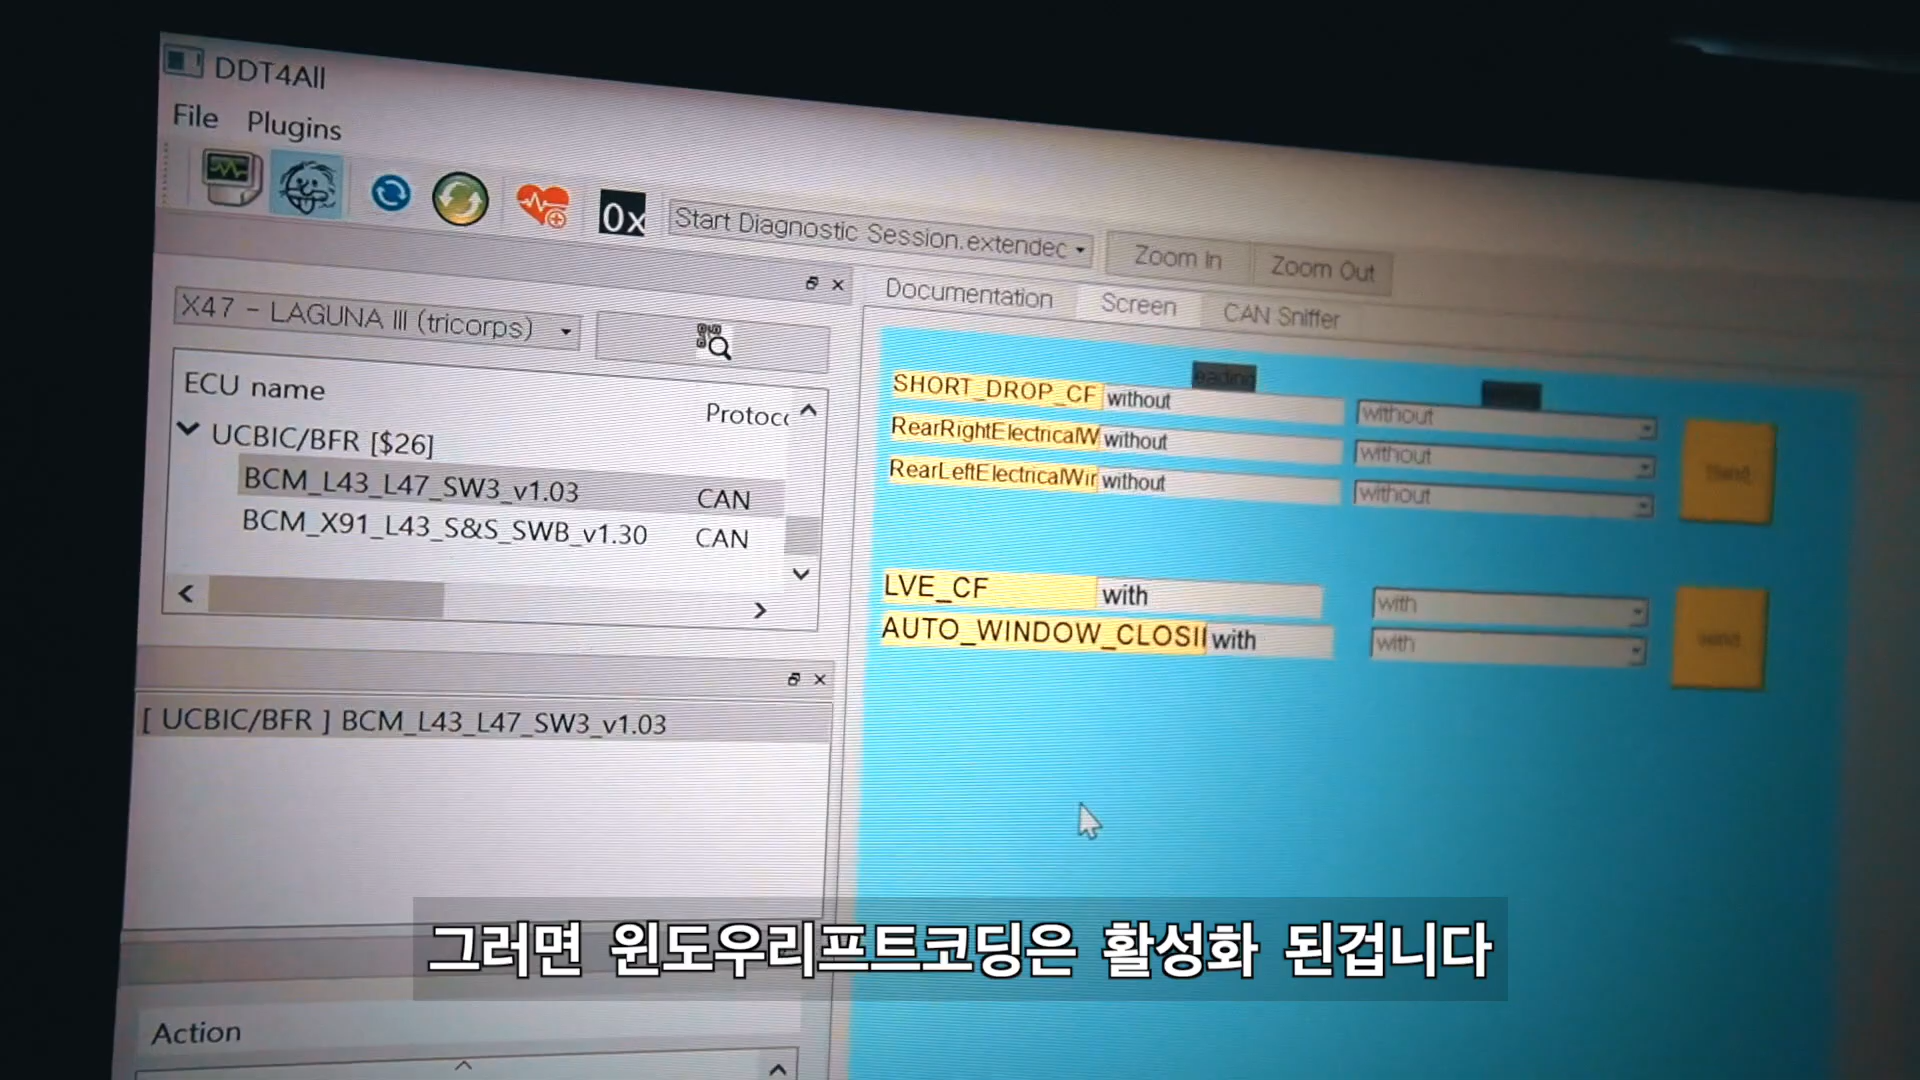 DDT4All
File Plugins
0x
Start Diagnostic Session.extendec
Zoom In
Zoom Out
X47 - LAGUNA III (tricorps)
Documentation
Screen
CAN Sniffer
ECU name
Protoc
UCBIC/BFR [$26]
BCM_L43_L47_SW3_v1.03 CAN
BCM_X91_L43_S&S_SWB_v1.30 CAN
SHORT_DROP_CF without without
RearRightElectricalW without without
RearLeftElectricalWir without without
LVE_CF with with
AUTO_WINDOW_CLOSI with with
[ UCBIC/BFR ] BCM_L43_L47_SW3_v1.03
그러면 윈도우리프트코딩은 활성화 된겁니다
Action